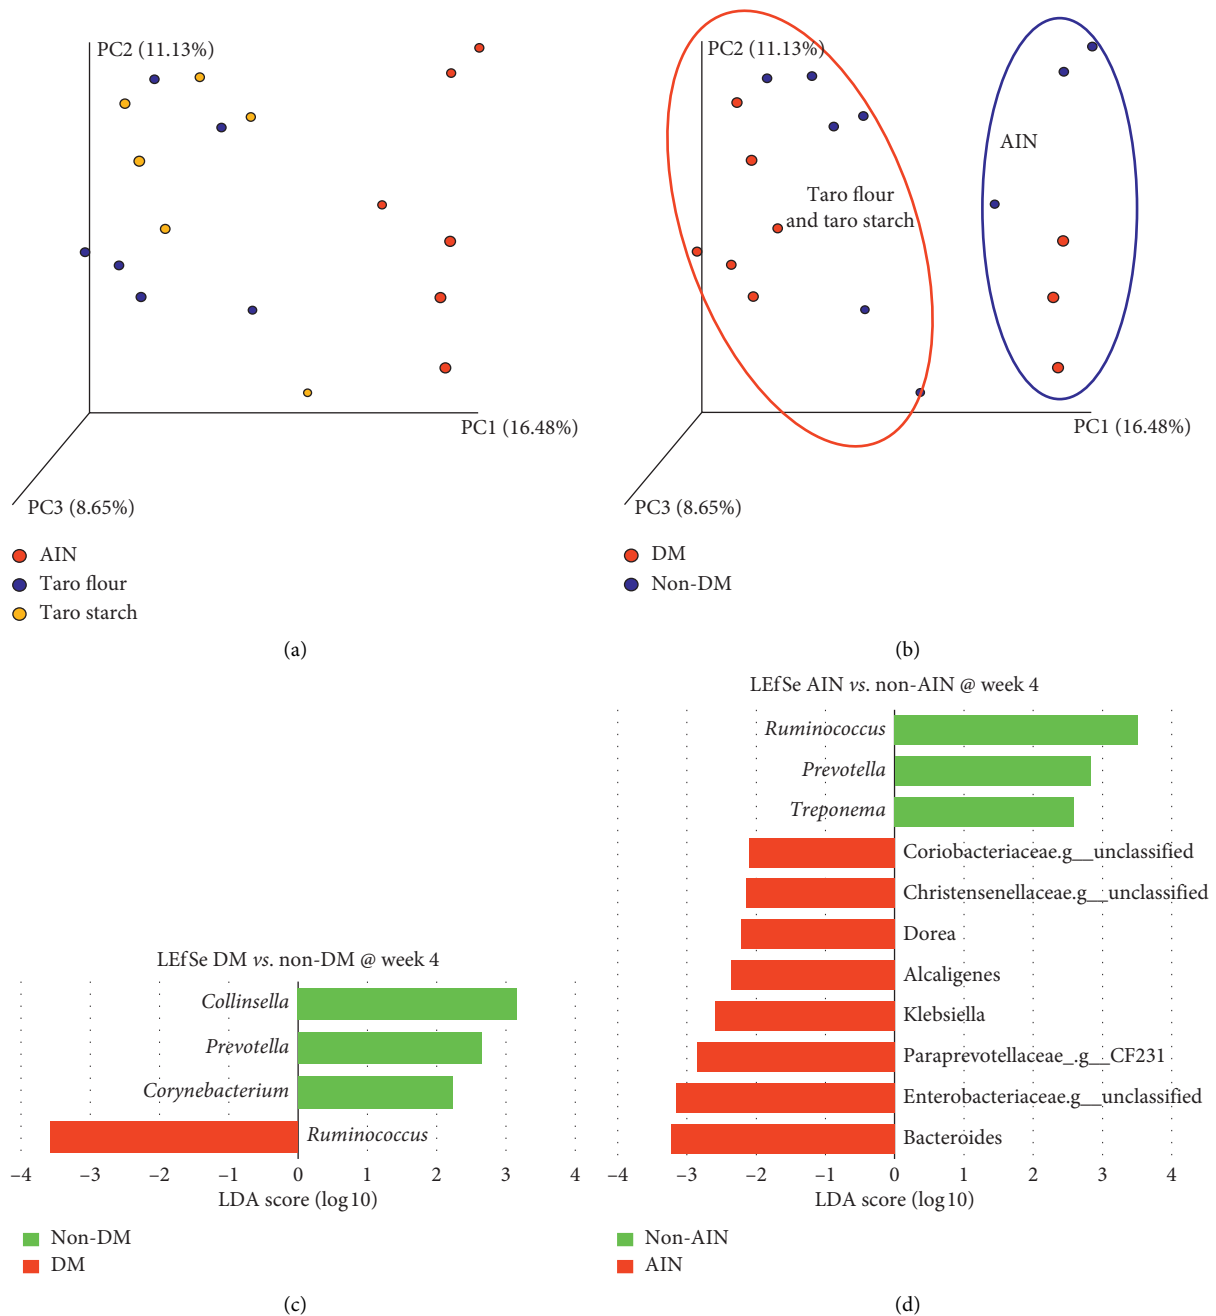 PC2 (11.13%)
PC1 (16.48%)
PC3 (8.65%)
AIN
Taro flour
Taro starch
(a)
PC2 (11.13%)
AIN
Taro flour
and taro starch
PC1 (16.48%)
PC3 (8.65%)
DM
Non-DM
(b)
LEfSe DM vs. non-DM @ week 4
Collinsella
Prevotella
Corynebacterium
Ruminococcus
–4 –3 –2 –1 0 1 2 3 4
LDA score (log10)
Non-DM
DM
(c)
LEfSe AIN vs. non-AIN @ week 4
Ruminococcus
Prevotella
Treponema
Coriobacteriaceae.g__unclassified
Christensenellaceae.g__unclassified
Dorea
Alcaligenes
Klebsiella
Paraprevotellaceae_.g__CF231
Enterobacteriaceae.g__unclassified
Bacteroides
–4 –3 –2 –1 0 1 2 3 4
LDA score (log10)
Non-AIN
AIN
(d)